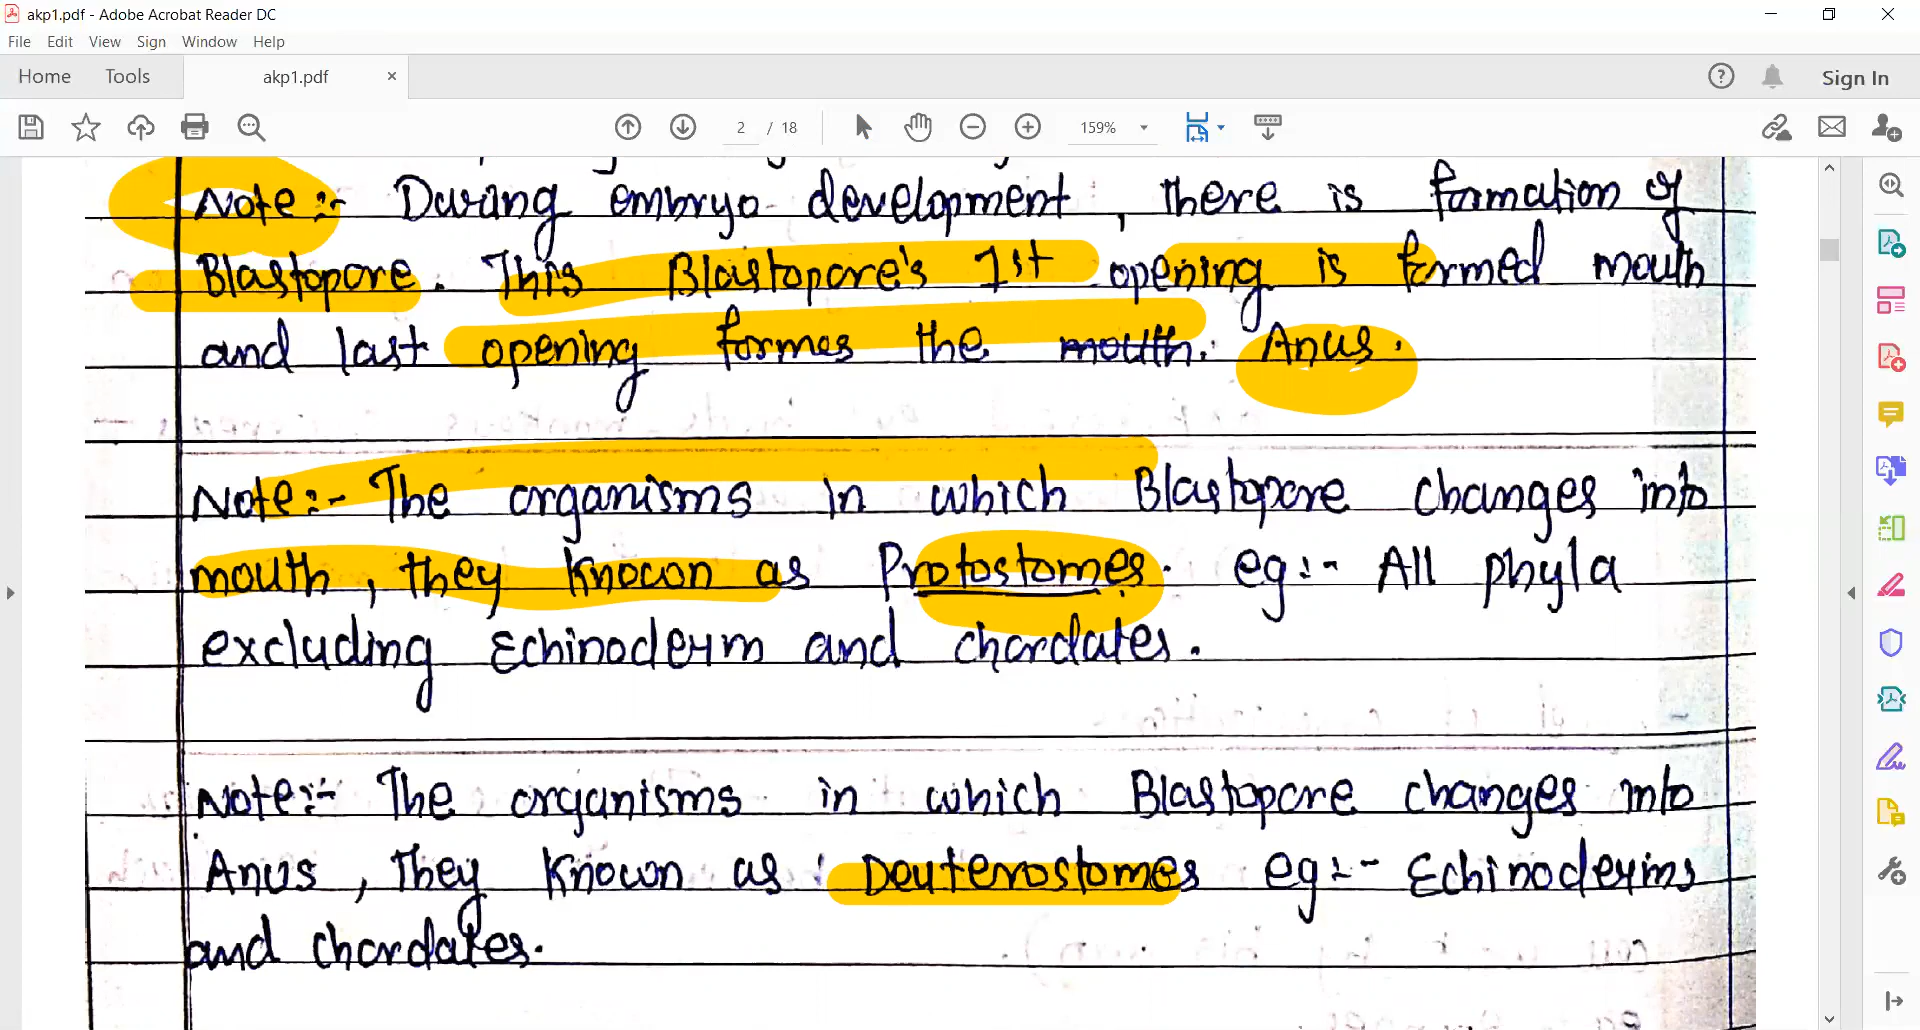 akp1.pdf - Adobe Acrobat Reader DC
File Edit View Sign Window Help
Home Tools akp1.pdf × Sign In
2 / 18 159%
Note:- During embryo development, there is formation of
Blastopore. This Blastopore's 1st opening is formed mouth
and last opening formes the mouth. Anus.
Note:- The organisms in which Blastopore changes into
mouth, they known as Protostomes. eg:- All phyla
excluding Echinoderm and chordates.
Note:- The organisms in which Blastopore changes into
Anus, They Known as Deuterostomes eg:- Echinoderms
and chordates.